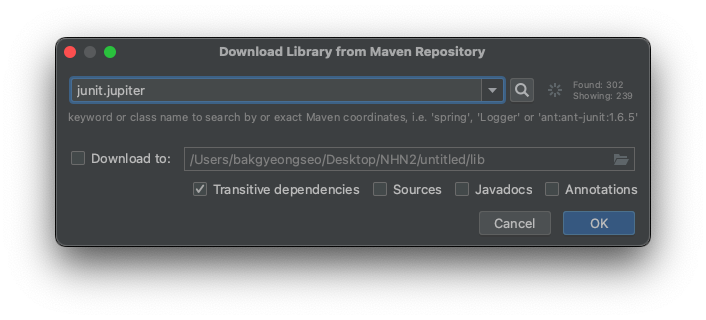 Download Library from Maven Repository
junit.jupiter
Found: 302
Showing: 239
keyword or class name to search by or exact Maven coordinates, i.e. 'spring', 'Logger' or 'ant:ant-junit:1.6.5'
Download to: /Users/bakgyeongseo/Desktop/NHN2/untitled/lib
Transitive dependencies Sources Javadocs Annotations
Cancel OK